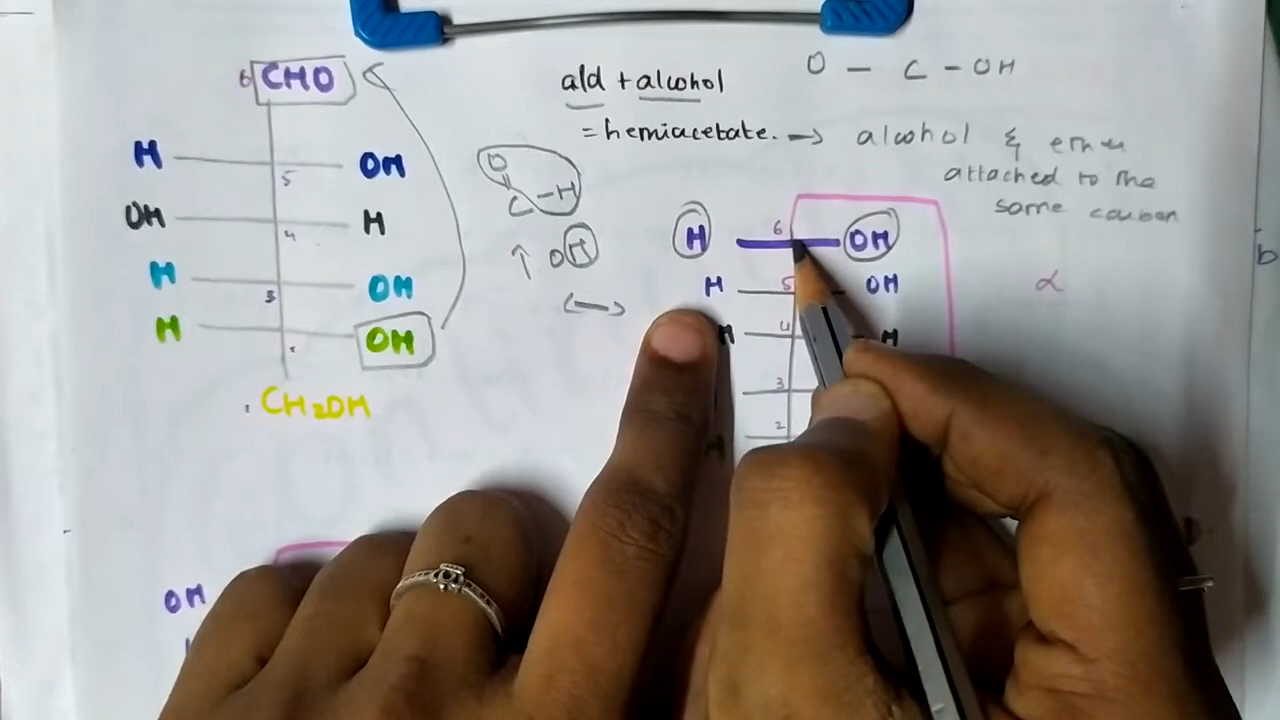 6 CHO
H 5 OH
OH 4 H
H 3 OH
H OH
CH2OH
ald + alcohol
= hemiacetate. → alcohol & ether
attached to the
same carbon
O — C — OH
O
C — H
↑ OH
H 6 OH
H 5 OH
H 4 H
3
H 2
α
OH
b